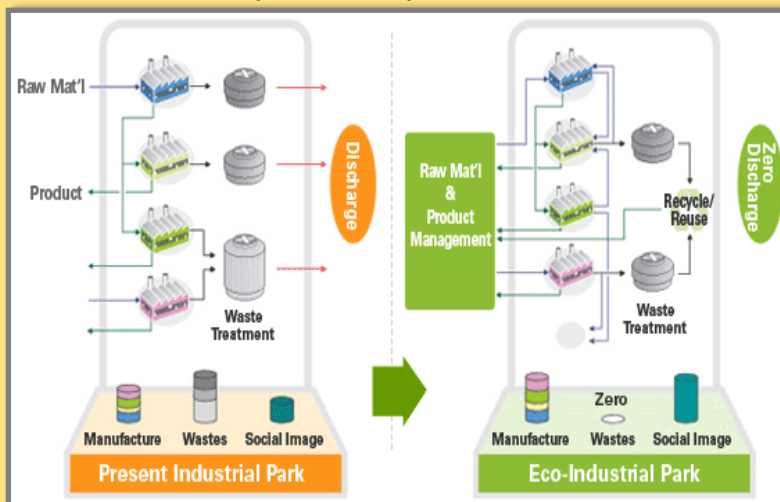 Raw Mat'l
Product
Discharge
Waste
Treatment
Manufacture
Wastes
Social Image
Present Industrial Park
Raw Mat'l
&
Product
Management
Zero
Discharge
Recycle/
Reuse
Waste
Treatment
Zero
Manufacture
Wastes
Social Image
Eco-Industrial Park